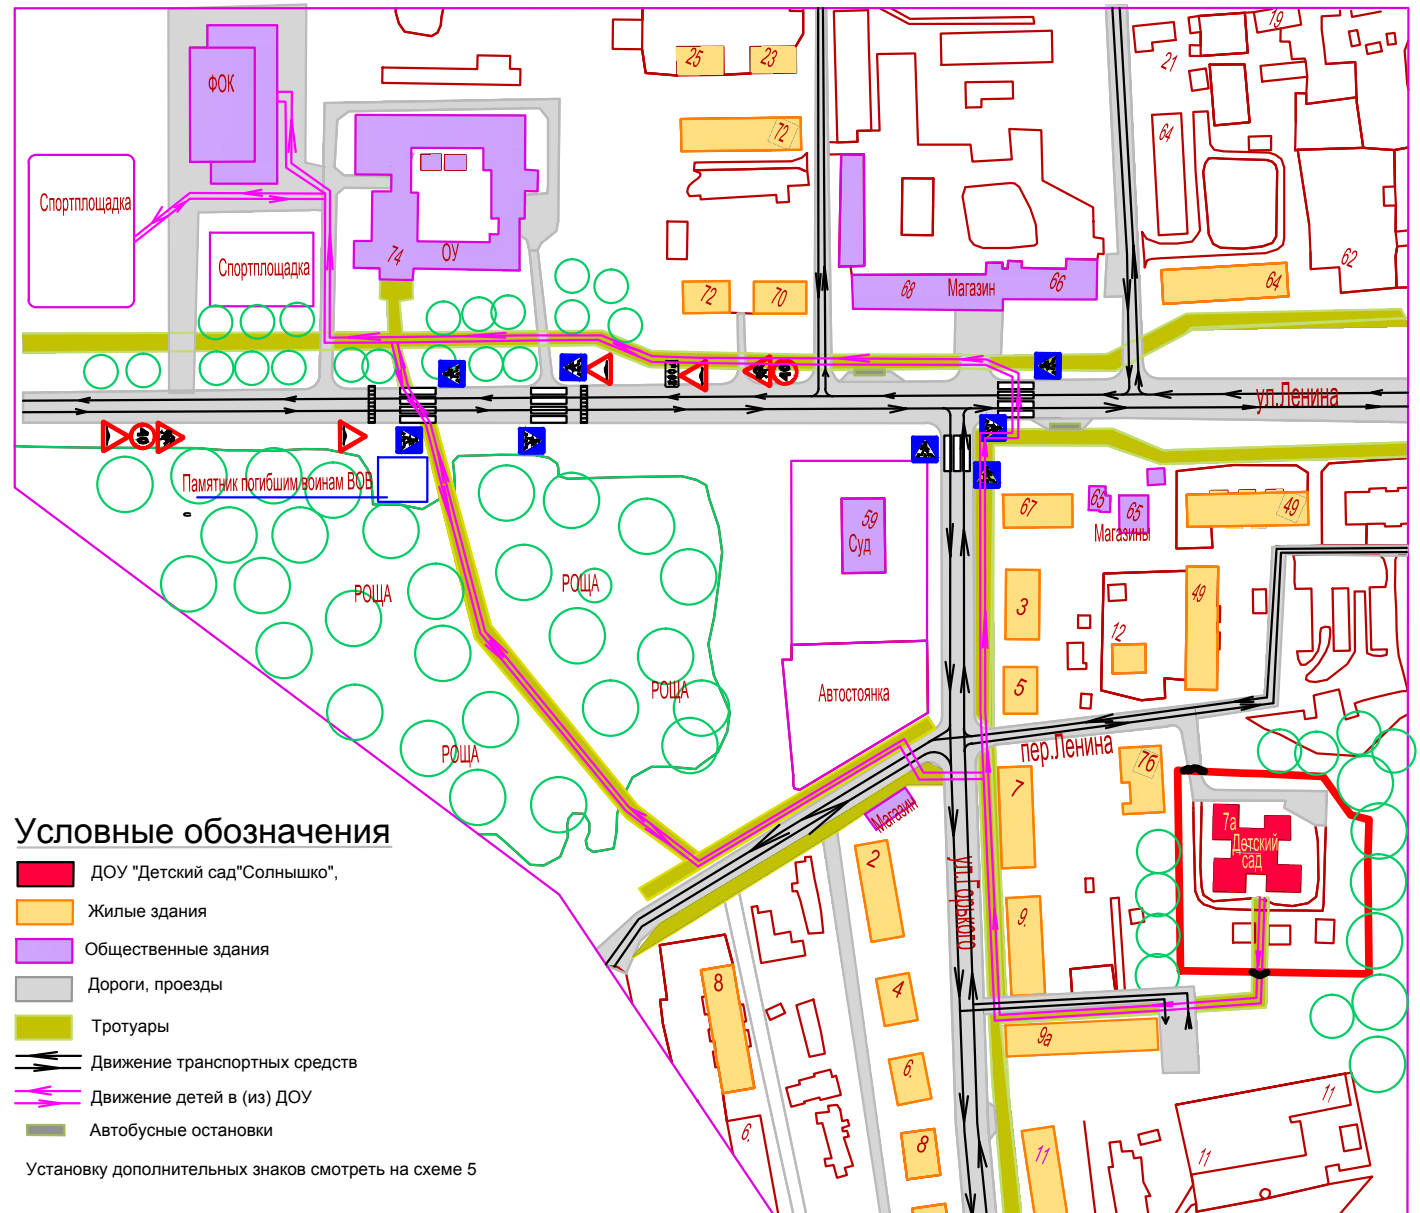 19
21
25
23
ФОК
72
64
Спортплощадка
74
ОУ
Спортплощадка
62
64
72
70
68
Магазин
66
ул.Ленина
40
40
Памятник погибшим воинам ВОВ
67
65
65
49
Магазины
59
Суд
РОЩА
РОЩА
3
49
12
5
РОЩА
Автостоянка
РОЩА
пер.Ленина
7б
7
Магазин
7а
Детский
сад
2
ул.Горького
9.
4
8
9а
6.
6.
8
11
11
11
Условные обозначения
ДОУ "Детский сад"Солнышко",
Жилые здания
Общественные здания
Дороги, проезды
Тротуары
Движение транспортных средств
Движение детей в (из) ДОУ
Автобусные остановки
Установку дополнительных знаков смотреть на схеме 5